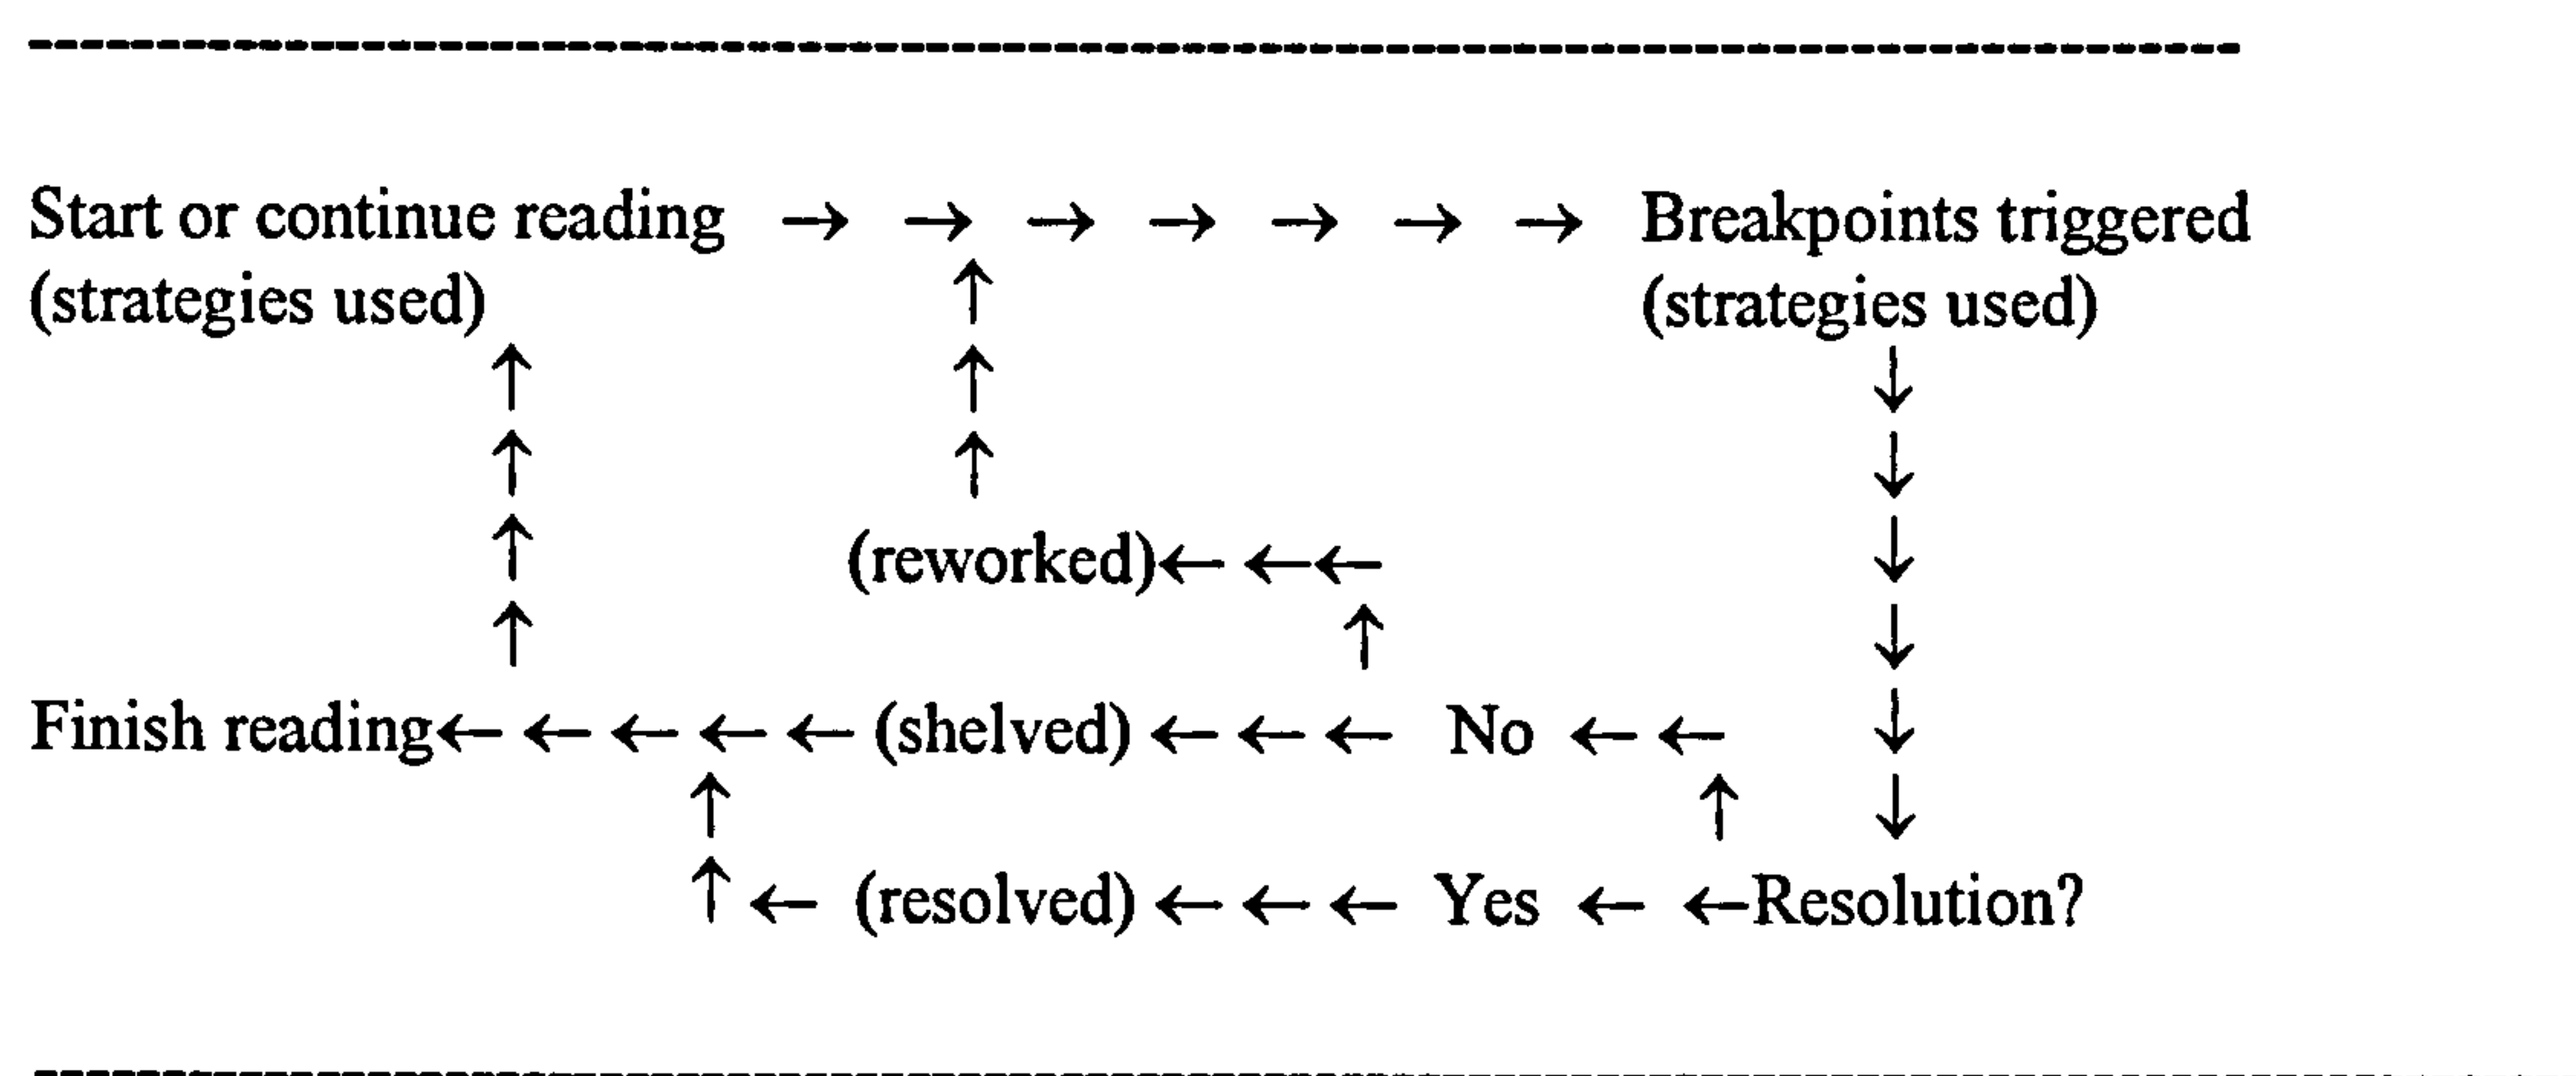 Start or continue reading → → → → → → → Breakpoints triggered
(strategies used) ↑ (strategies used)
↑ ↑ ↓
↑ ↑ ↓
↑ (reworked)← ←← ↓
↑ ↑ ↓
Finish reading← ← ← ← ← (shelved) ← ← ← No ← ← ↓
↑ ↑ ↓
↑ ← (resolved) ← ← ← Yes ← ←Resolution?